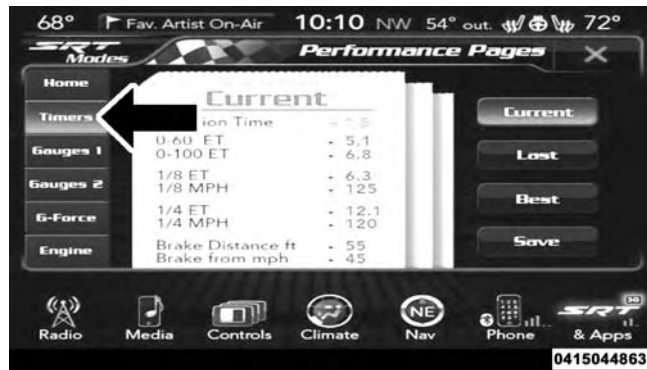 68° Fav. Artist On-Air 10:10 NW 54° out. 72°
SRT Modes
Performance Pages
Home
Timers
Gauges 1
Gauges 2
G-Force
Engine
Current
ion Time
0-60 ET - 5.1
0-100 ET - 6.8
1/8 ET - 6.3
1/8 MPH - 125
1/4 ET - 12.1
1/4 MPH - 120
Brake Distance ft - 55
Brake from mph - 45
Current
Last
Best
Save
Radio
Media
Controls
Climate
NE
Nav
Phone
3G
SRT
& Apps
0415044863